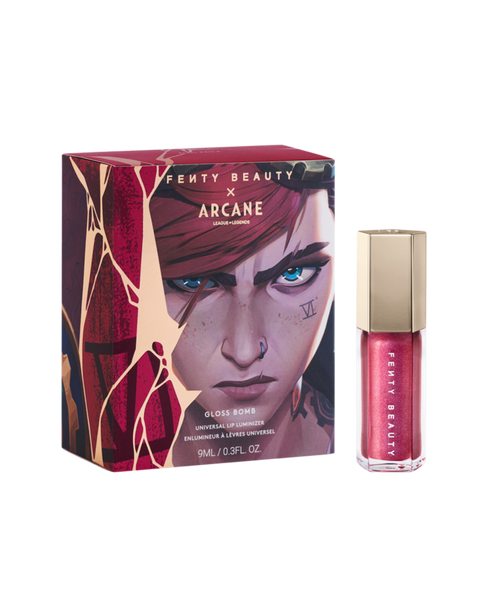 FENTY BEAUTY
X
ARCANE
LEAGUE OF LEGENDS
VI
GLOSS BOMB
UNIVERSAL LIP LUMINIZER
ENLUMINEUR À LÈVRES UNIVERSEL
9ML / 0.3FL. OZ.
FENTY BEAUTY